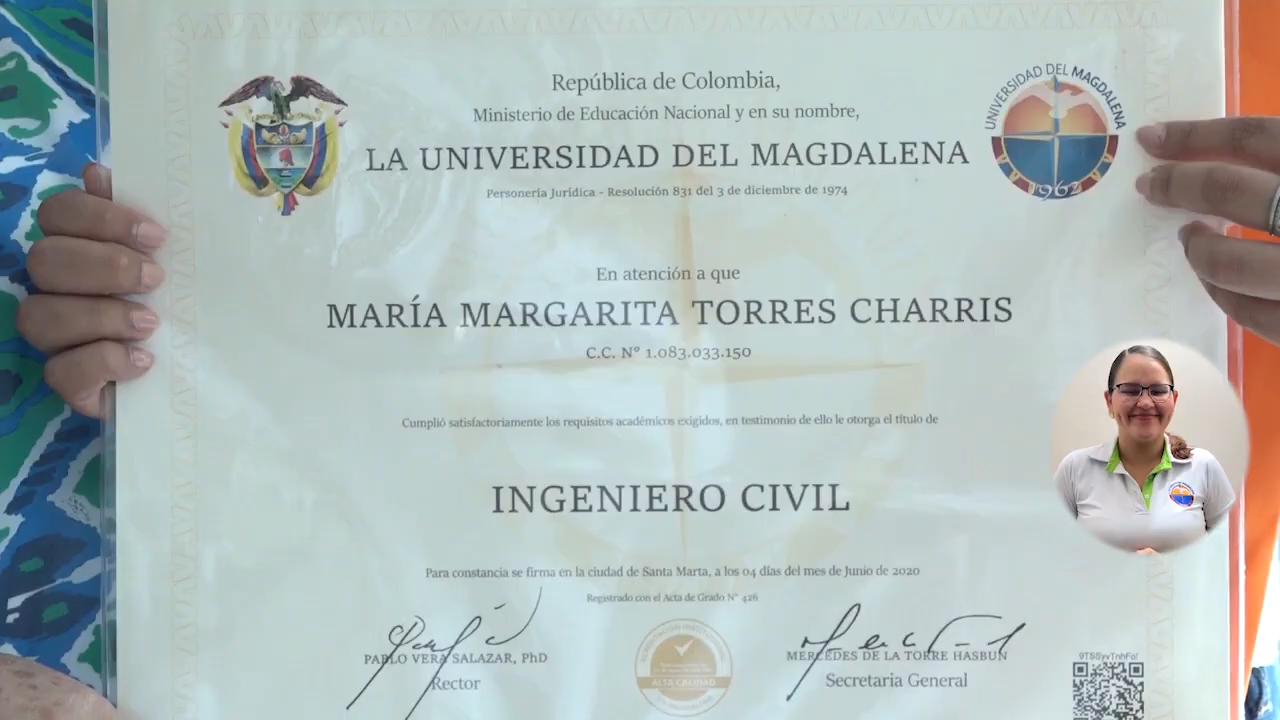 República de Colombia,
Ministerio de Educación Nacional y en su nombre,
LA UNIVERSIDAD DEL MAGDALENA
Personería Jurídica - Resolución 831 del 3 de diciembre de 1974
UNIVERSIDAD DEL MAGDALENA
1962
En atención a que
MARÍA MARGARITA TORRES CHARRIS
C.C. N° 1.083.033.150
Cumplió satisfactoriamente los requisitos académicos exigidos, en testimonio de ello le otorga el título de
INGENIERO CIVIL
Para constancia se firma en la ciudad de Santa Marta, a los 04 días del mes de Junio de 2020
Registrado con el Acta de Grado N° 426
PABLO VERA SALAZAR, PhD
Rector
ALTA CALIDAD
MERCEDES DE LA TORRE HASBUN
Secretaria General